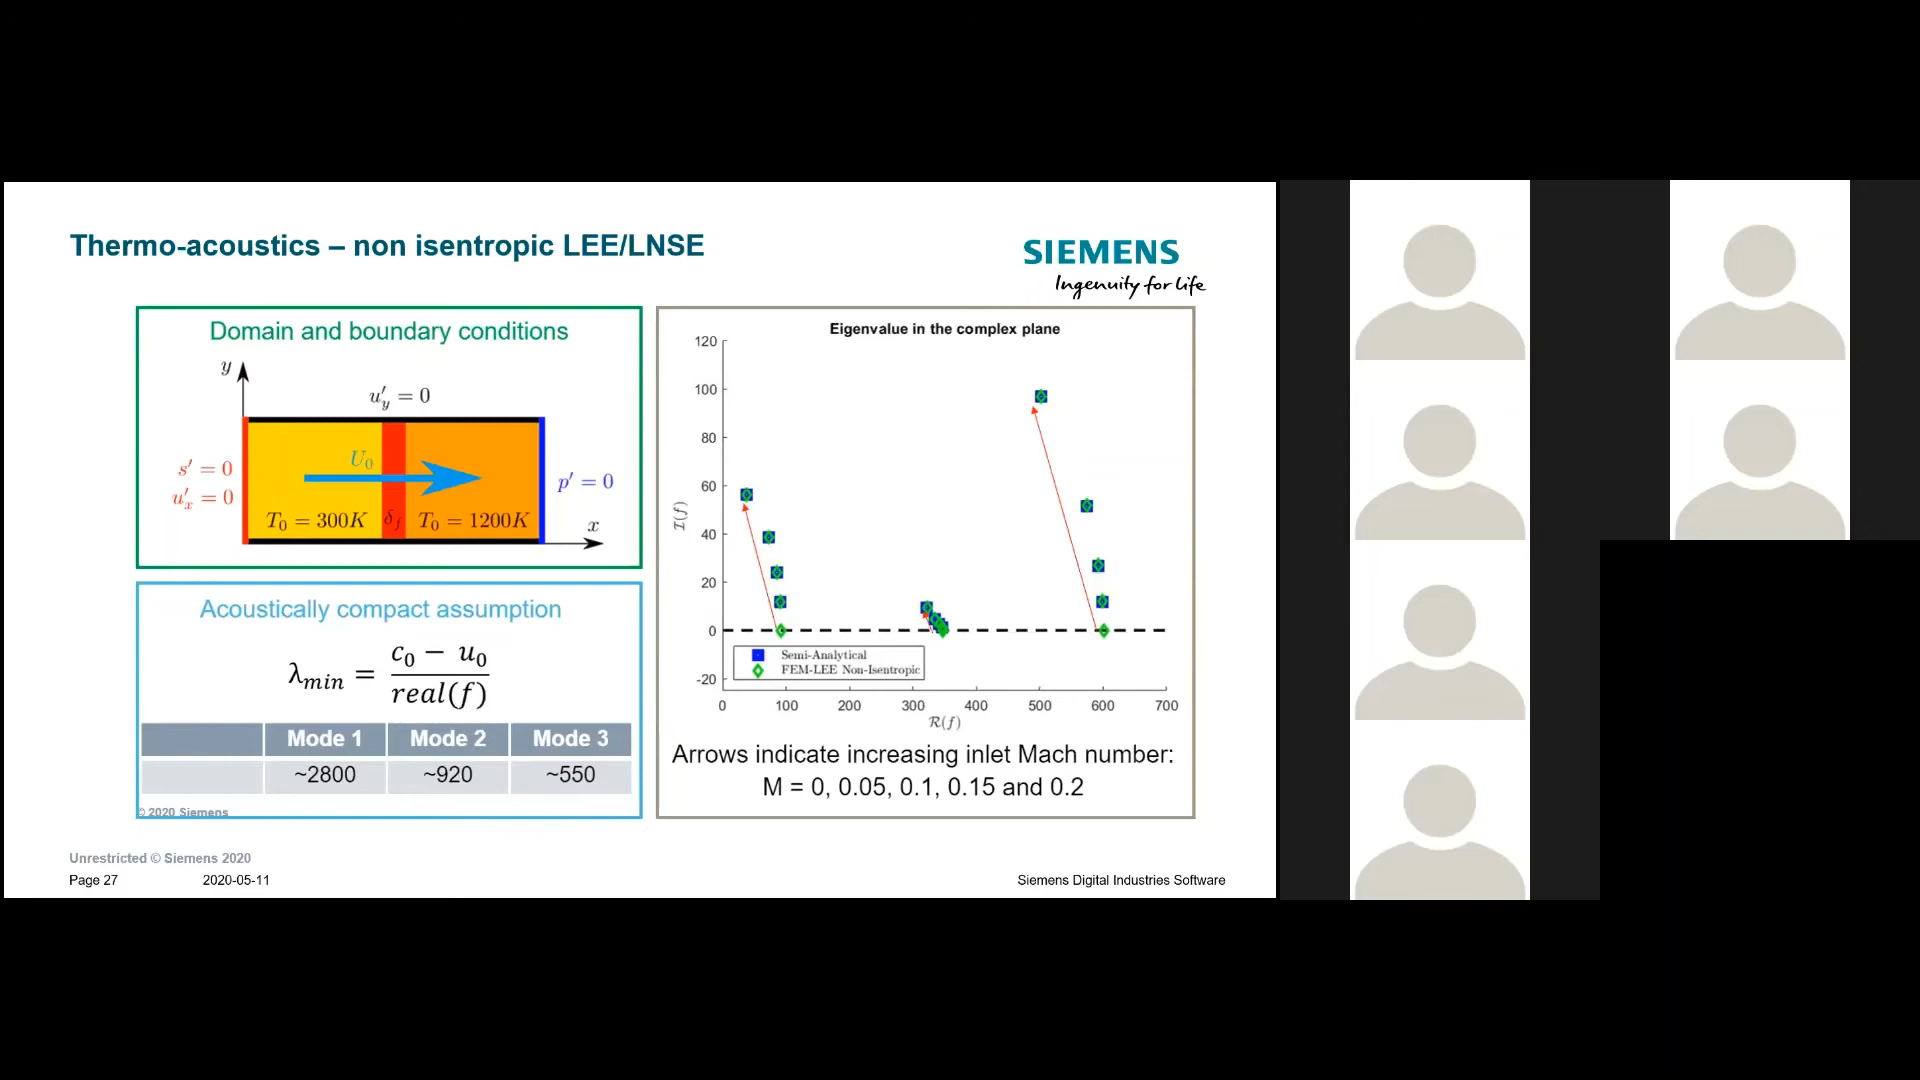 Thermo-acoustics – non isentropic LEE/LNSE
SIEMENS
Ingenuity for life
Domain and boundary conditions
y
u′y = 0
s′ = 0
u′x = 0
U0
p′ = 0
T0 = 300K
δf
T0 = 1200K
x
Acoustically compact assumption
λmin = c0 − u0 / real(f)
Mode 1 Mode 2 Mode 3
~2800 ~920 ~550
© 2020 Siemens
Eigenvalue in the complex plane
120
100
80
60
40
20
0
-20
I(f)
Semi-Analytical
FEM-LEE Non-Isentropic
0 100 200 300 400 500 600 700
R(f)
Arrows indicate increasing inlet Mach number:
M = 0, 0.05, 0.1, 0.15 and 0.2
Unrestricted © Siemens 2020
Page 27 2020-05-11 Siemens Digital Industries Software